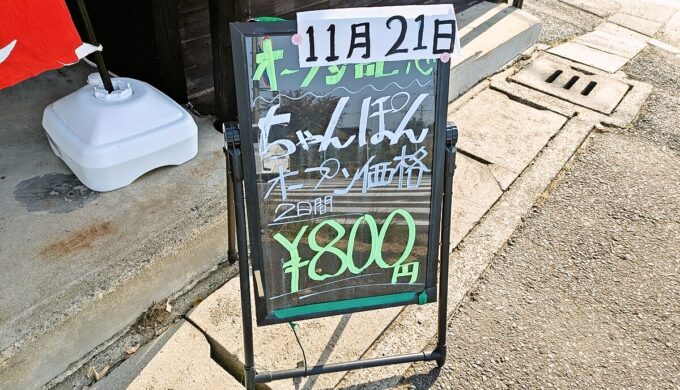 11月21日
オープン記念
ちゃんぽん
オープン価格
2日間
¥800円